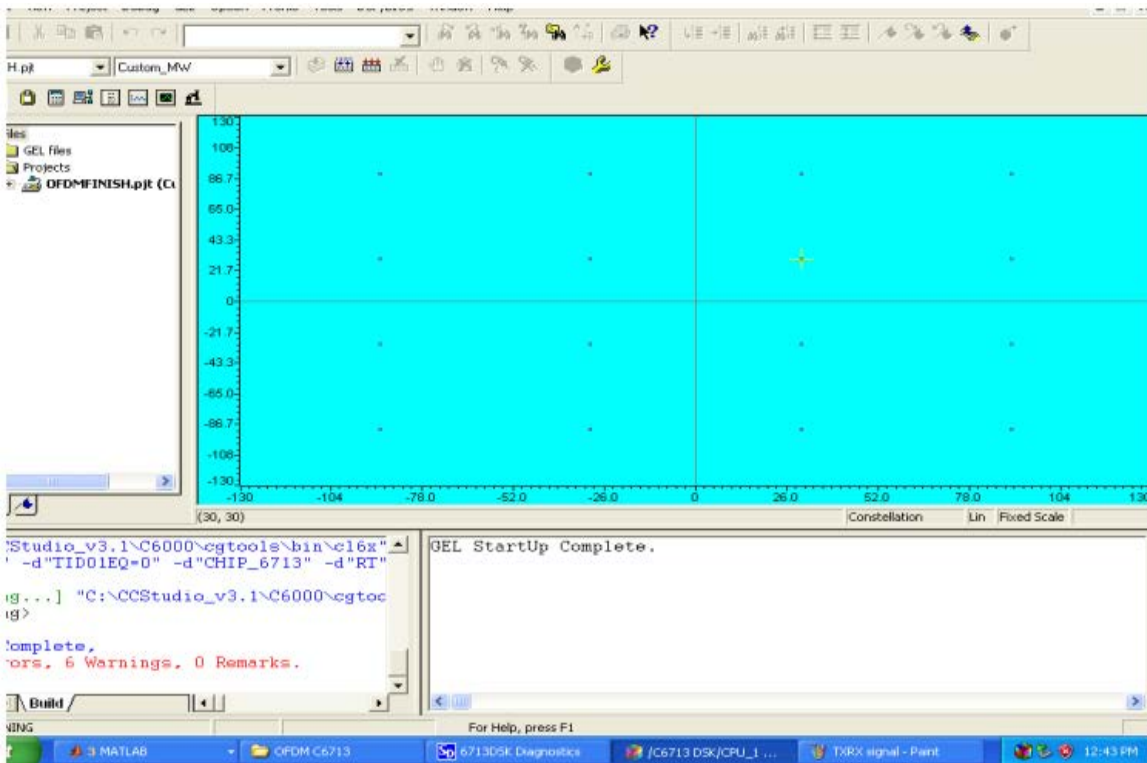 H.pjt
Custom_MW
GEL files
Projects
OFDMFINISH.pjt (Cu
130
108
86.7
65.0
43.3
21.7
0
-21.7
-43.3
-65.0
-86.7
-108
-130
-130 -104 -78.0 -52.0 -26.0 0 26.0 52.0 78.0 104 130
(30, 30)
Constellation
Lin
Fixed Scale
CStudio_v3.1\C6000\cgtools\bin\cl6x"
" -d"TID01EQ=0" -d"CHIP_6713" -d"RT"
g...] "C:\CCStudio_v3.1\C6000\cgtoo
g>
Complete,
rors, 6 Warnings, 0 Remarks.
Build
GEL StartUp Complete.
NING
For Help, press F1
3 MATLAB
OFDM C6713
6713DSK Diagnostics
/C6713 DSK/CPU_1 ...
TXRX signal - Paint
12:43 PM